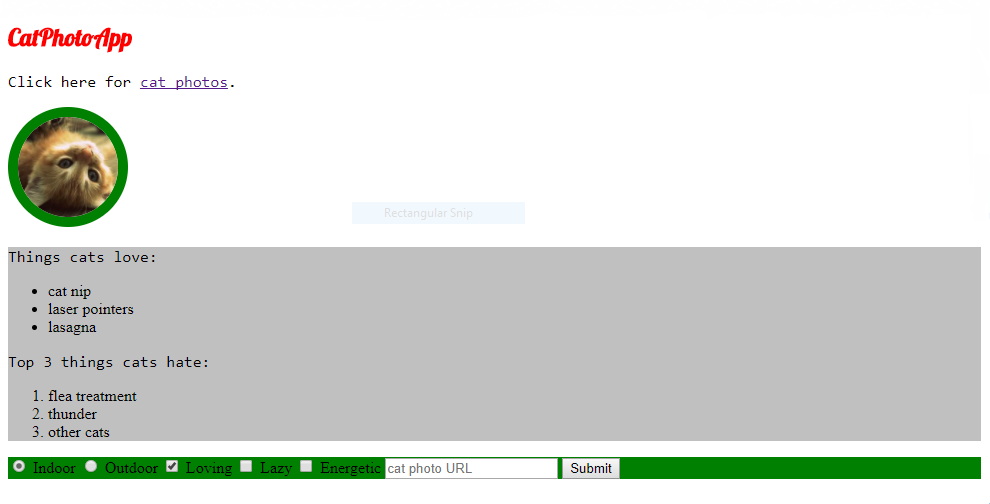 CatPhotoApp
Click here for cat photos.
Rectangular Snip
Things cats love:
cat nip
laser pointers
lasagna
Top 3 things cats hate:
1. flea treatment
2. thunder
3. other cats
Indoor Outdoor Loving Lazy Energetic cat photo URL Submit